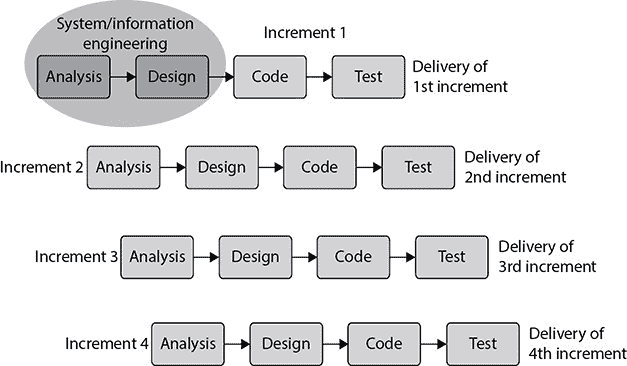 System/information
engineering
Increment 1
Analysis
Design
Code
Test
Delivery of
1st increment
Increment 2
Analysis
Design
Code
Test
Delivery of
2nd increment
Increment 3
Analysis
Design
Code
Test
Delivery of
3rd increment
Increment 4
Analysis
Design
Code
Test
Delivery of
4th increment